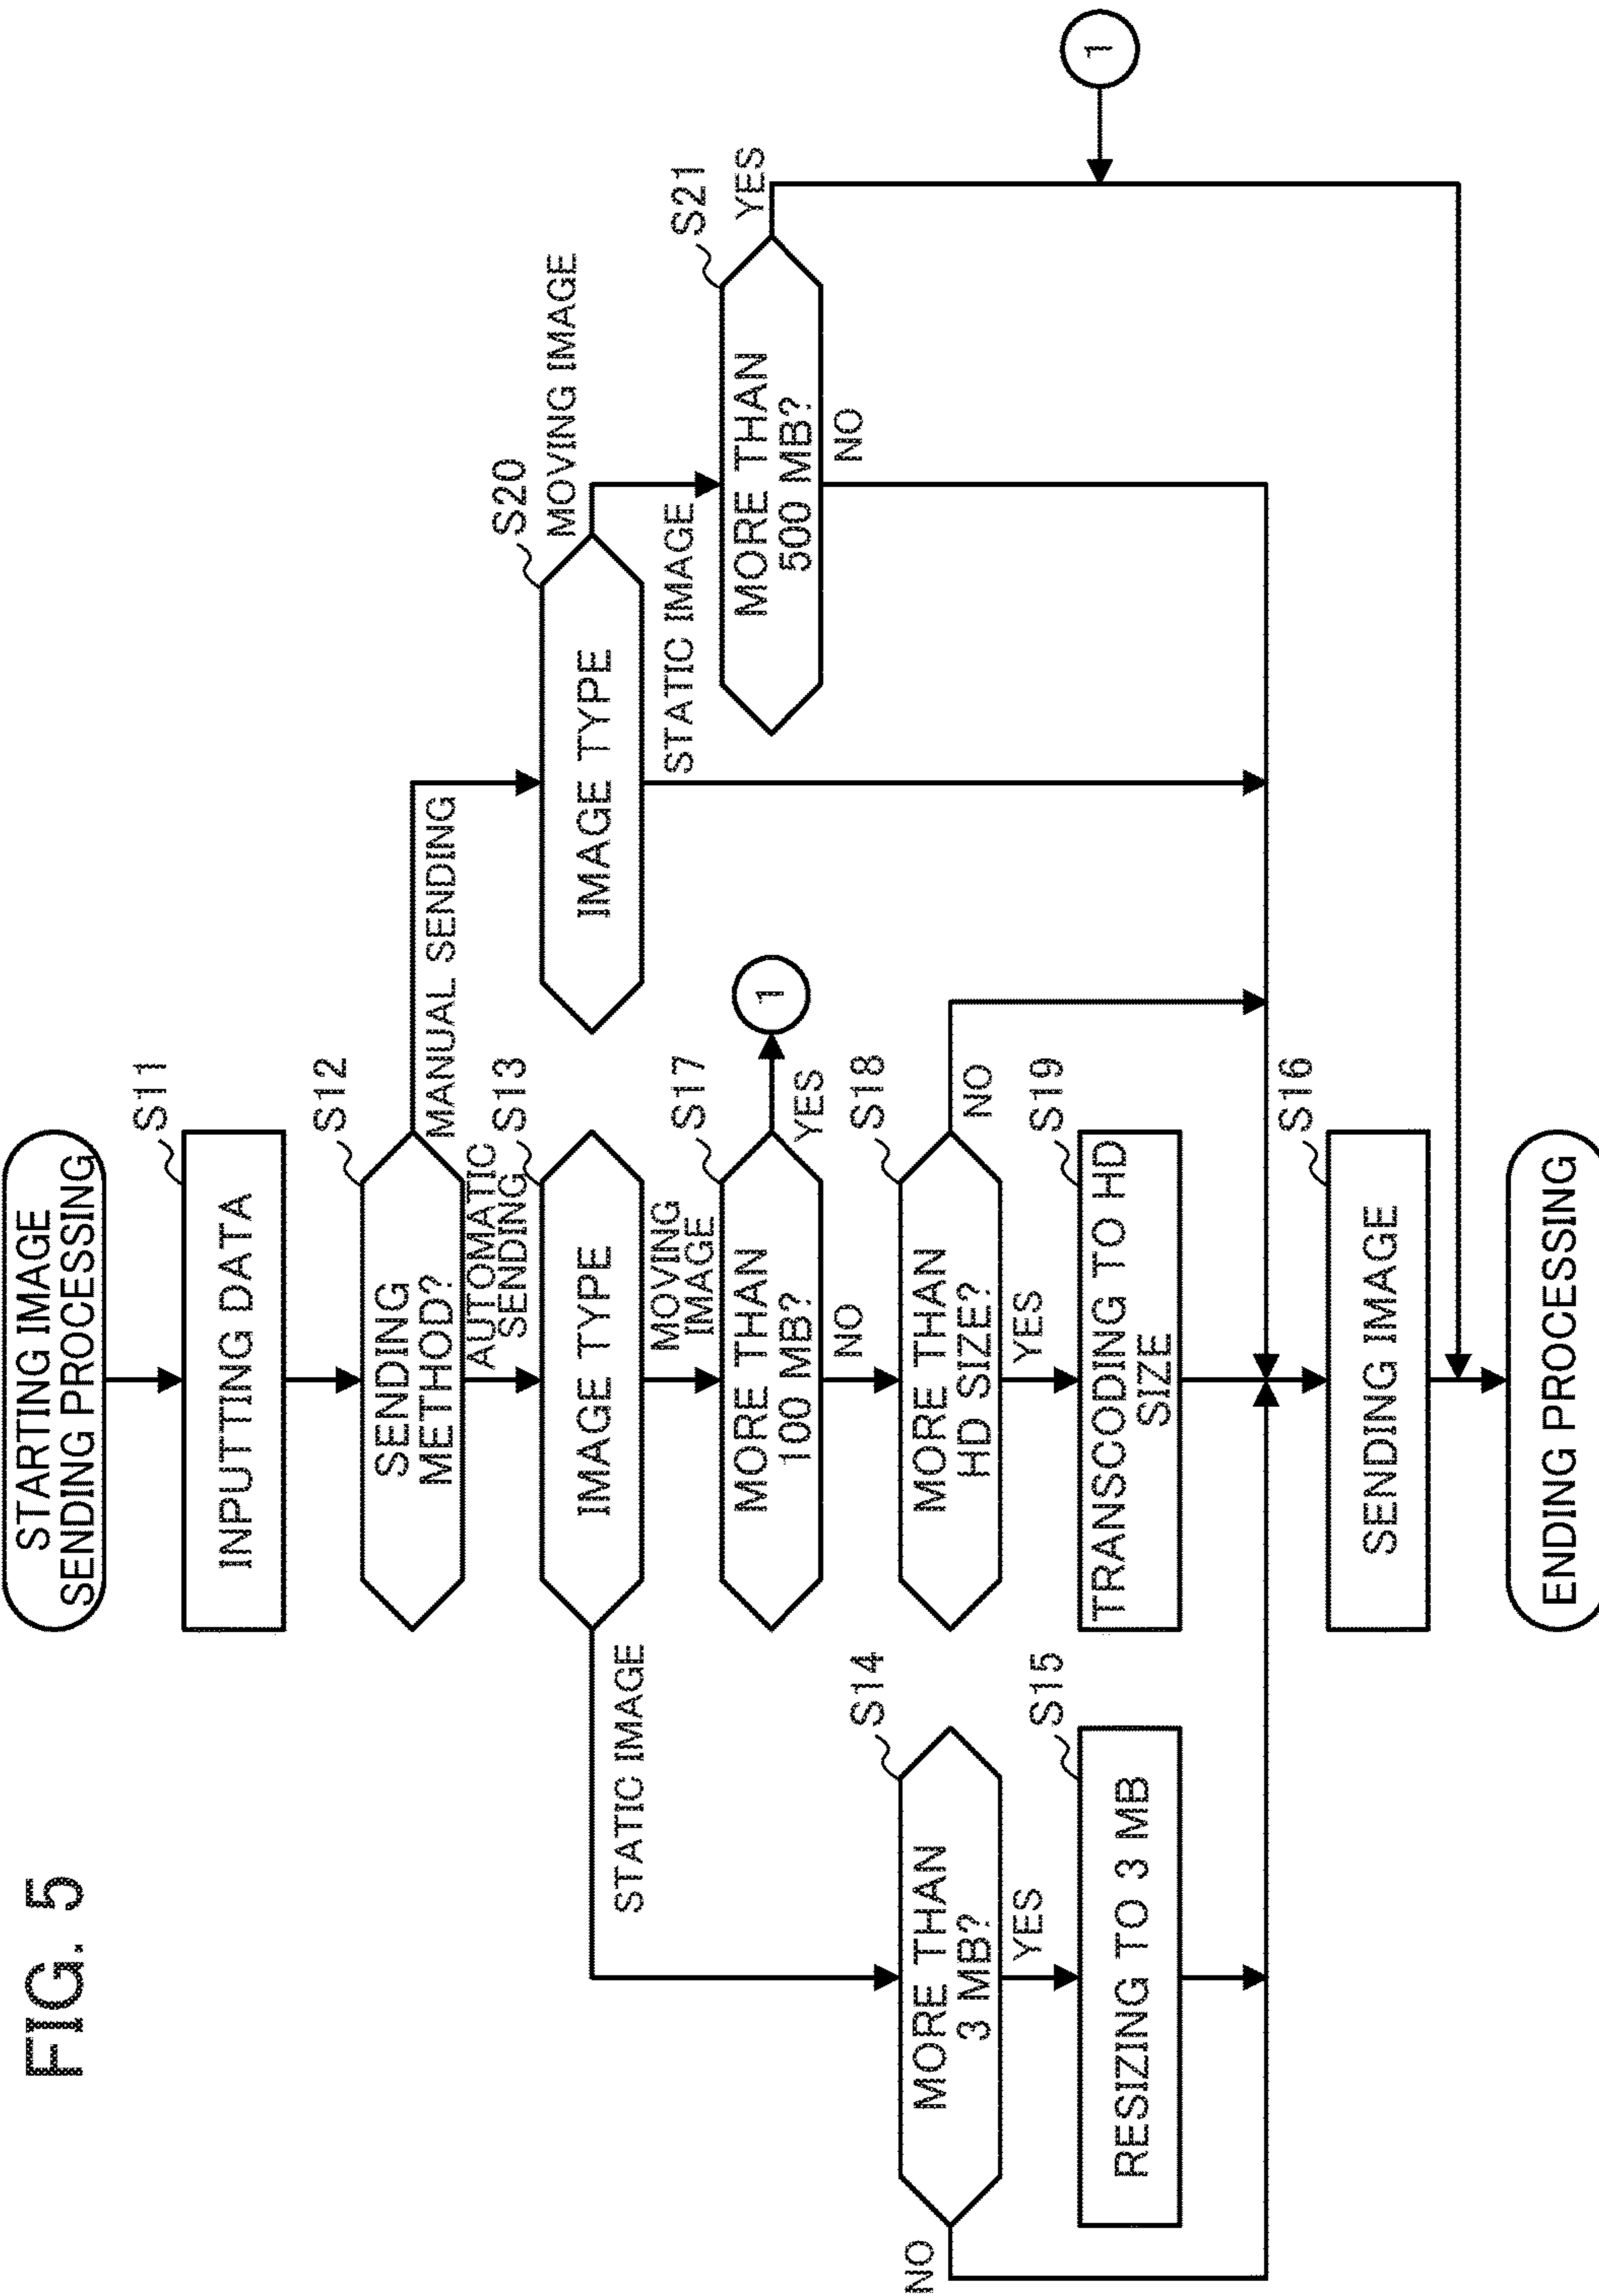 FIG. 5
STARTING IMAGE
SENDING PROCESSING
S11
INPUTTING DATA
S12
SENDING
METHOD?
MANUAL SENDING
AUTOMATIC
SENDING
S13
IMAGE TYPE
STATIC IMAGE
MOVING
IMAGE
S20
IMAGE TYPE
MOVING IMAGE
STATIC IMAGE
S17
MORE THAN
100 MB?
YES
1
NO
S21
MORE THAN
500 MB?
YES
NO
1
S14
MORE THAN
3 MB?
NO
YES
S18
MORE THAN
HD SIZE?
NO
YES
S15
RESIZING TO 3 MB
S19
TRANSCODING TO HD
SIZE
S16
SENDING IMAGE
ENDING PROCESSING